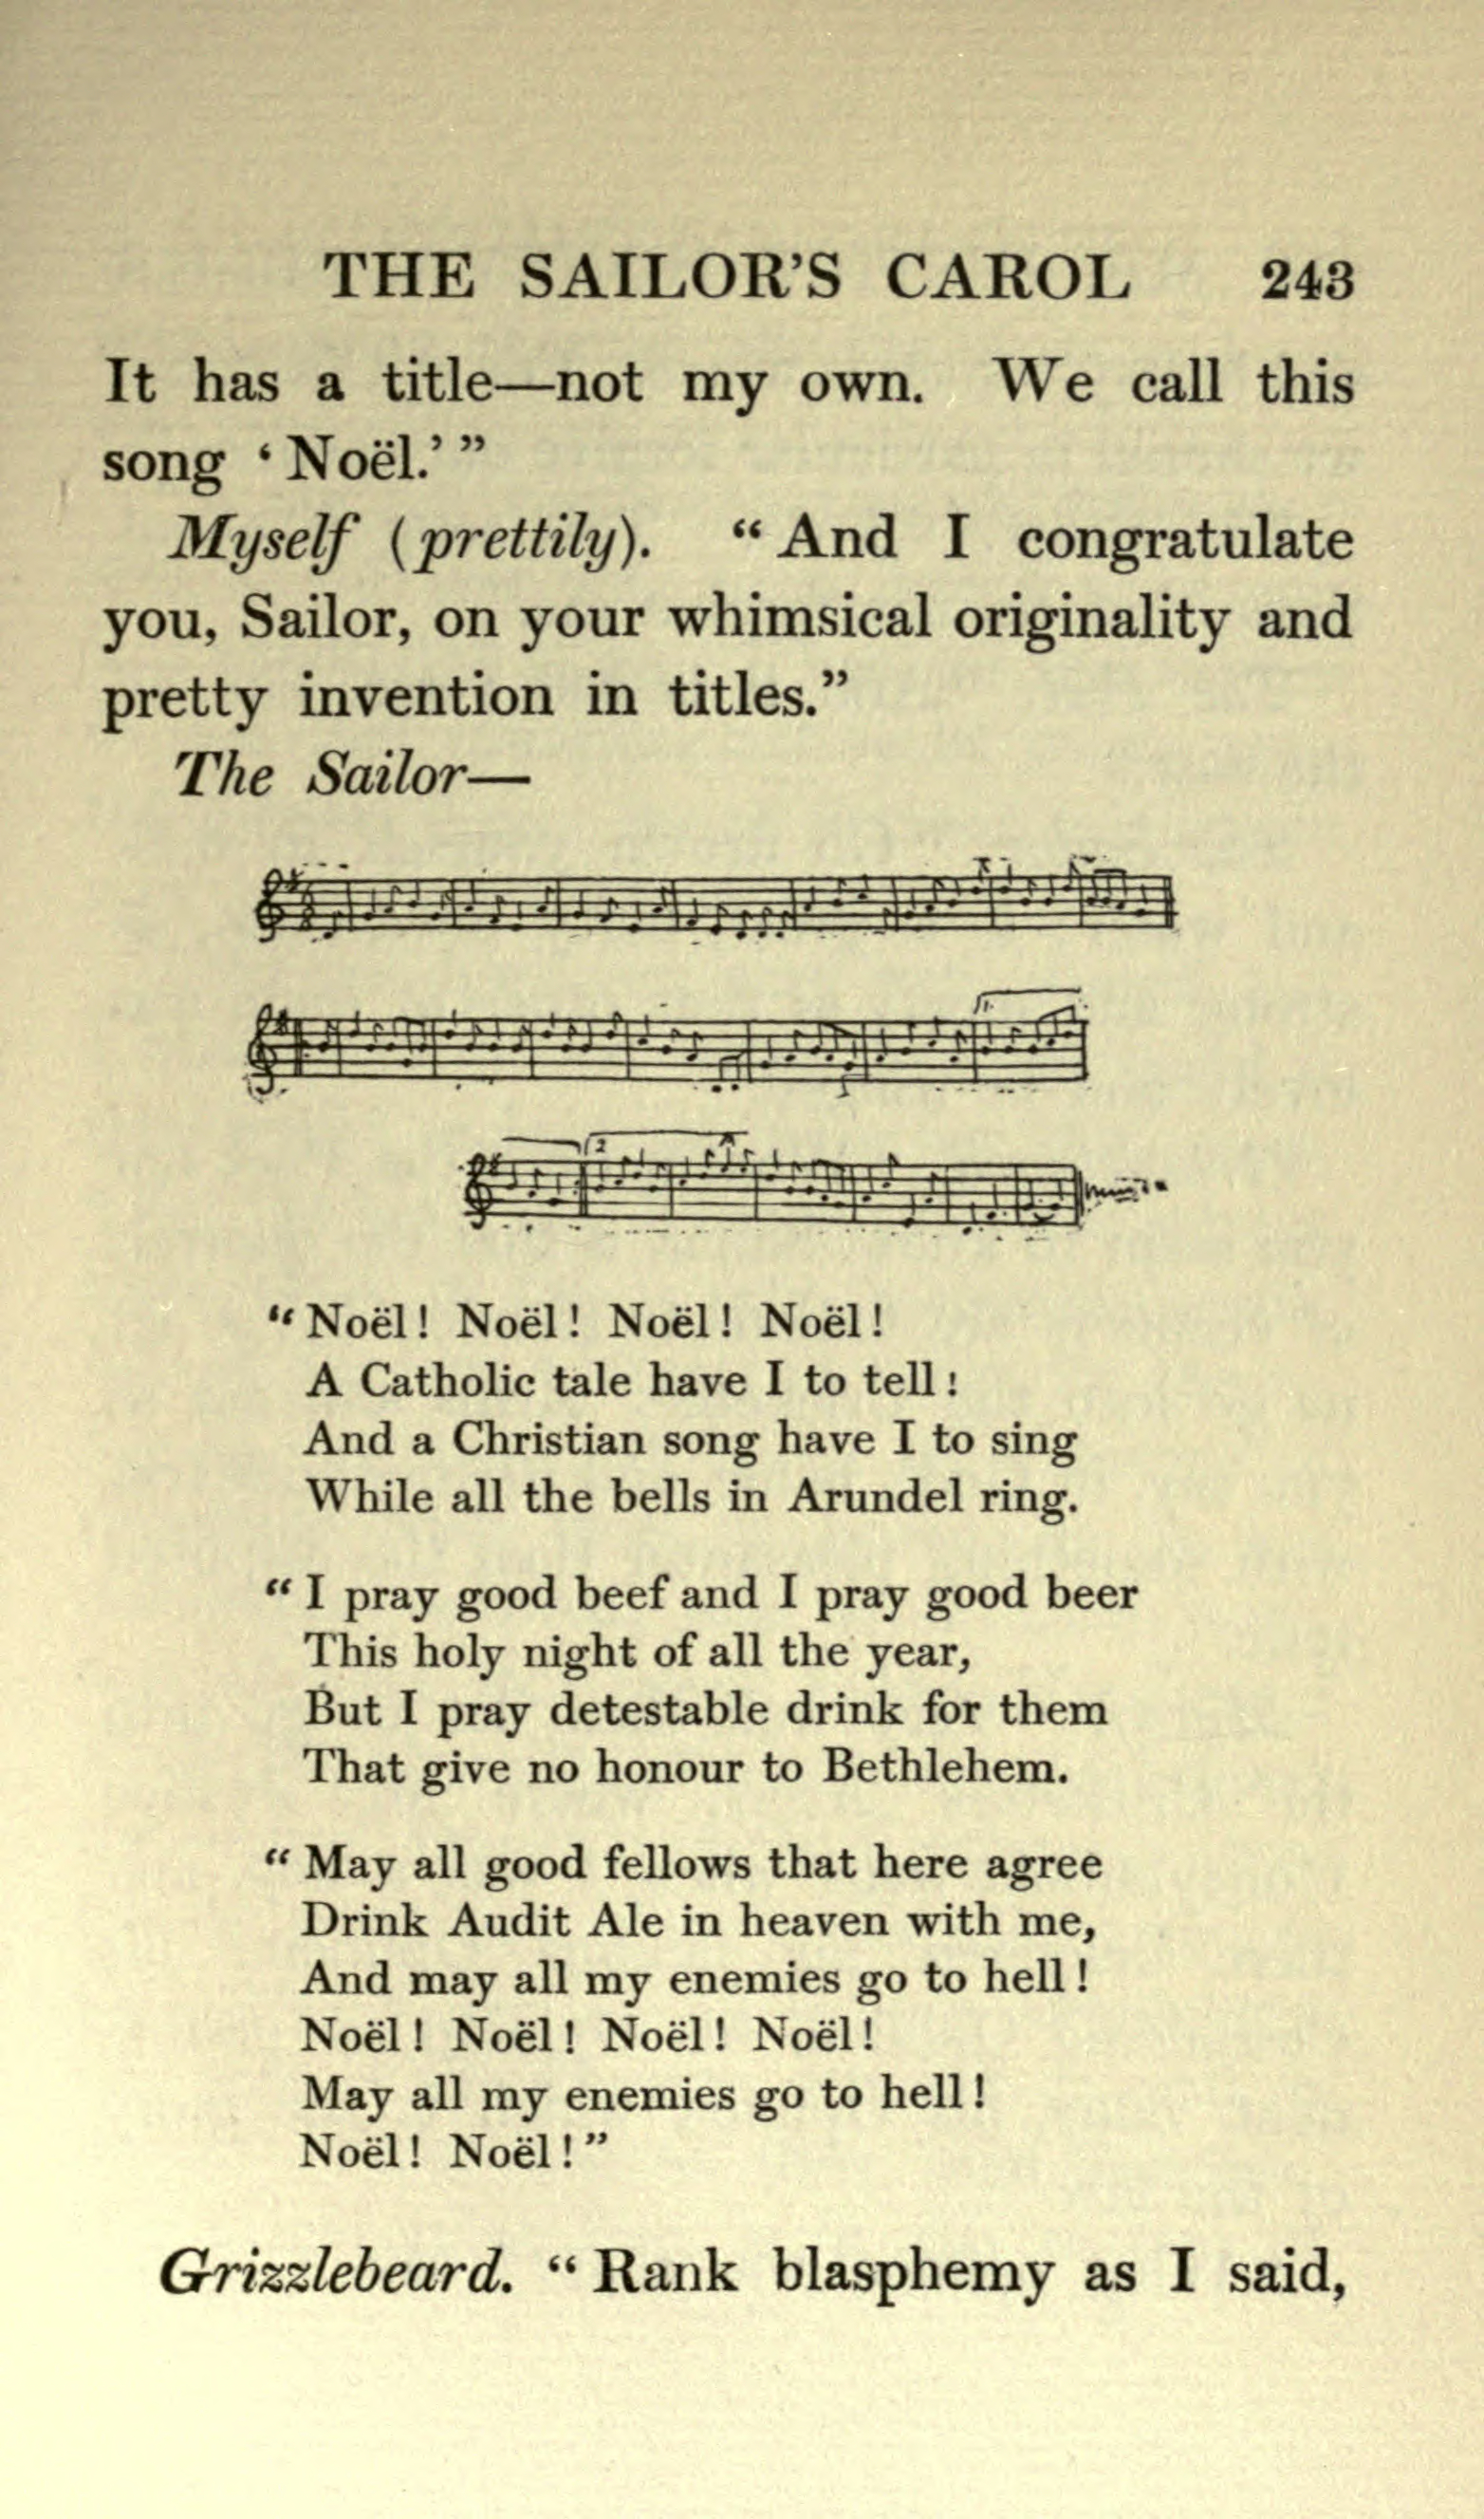 THE SAILOR'S CAROL 243
It has a title—not my own. We call this
song ‘Noël.’ ”
Myself (prettily). “And I congratulate
you, Sailor, on your whimsical originality and
pretty invention in titles.”
The Sailor—
“Noël! Noël! Noël! Noël!
A Catholic tale have I to tell:
And a Christian song have I to sing
While all the bells in Arundel ring.
“I pray good beef and I pray good beer
This holy night of all the year,
But I pray detestable drink for them
That give no honour to Bethlehem.
“May all good fellows that here agree
Drink Audit Ale in heaven with me,
And may all my enemies go to hell!
Noël! Noël! Noël! Noël!
May all my enemies go to hell!
Noël! Noël!”
Grizzlebeard. “Rank blasphemy as I said,